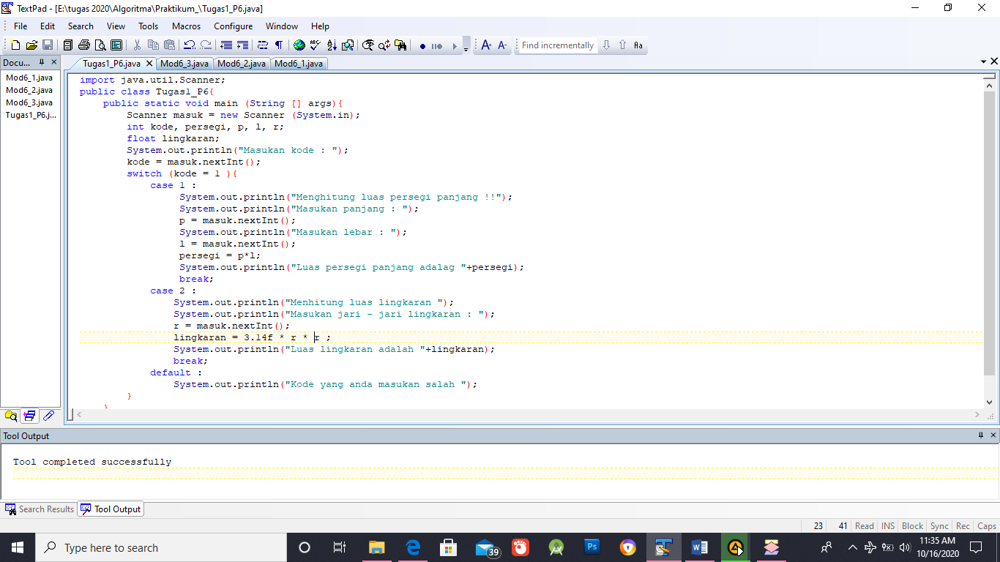 TextPad - [E:\tugas 2020\Algoritma\Praktikum_\Tugas1_P6.java]
File Edit Search View Tools Macros Configure Window Help
Find incrementally Aa
Docu...
Tugas1_P6.java Mod6_3.java Mod6_2.java Mod6_1.java
Mod6_1.java
Mod6_2.java
Mod6_3.java
Tugas1_P6.j...
import java.util.Scanner;
public class Tugas1_P6{
public static void main (String [] args){
Scanner masuk = new Scanner (System.in);
int kode, persegi, p, l, r;
float lingkaran;
System.out.println("Masukan kode : ");
kode = masuk.nextInt();
switch (kode = 1 ){
case 1 :
System.out.println("Menghitung luas persegi panjang !!");
System.out.println("Masukan panjang : ");
p = masuk.nextInt();
System.out.println("Masukan lebar : ");
l = masuk.nextInt();
persegi = p*l;
System.out.println("Luas persegi panjang adalag "+persegi);
break;
case 2 :
System.out.println("Menhitung luas lingkaran ");
System.out.println("Masukan jari - jari lingkaran : ");
r = masuk.nextInt();
lingkaran = 3.14f * r * r ;
System.out.println("Luas lingkaran adalah "+lingkaran);
break;
default :
System.out.println("Kode yang anda masukan salah ");
}
Tool Output
Tool completed successfully
Search Results Tool Output
23 41 Read INS Block Sync Rec Caps
Type here to search
39
Ps
11:35 AM
10/16/2020